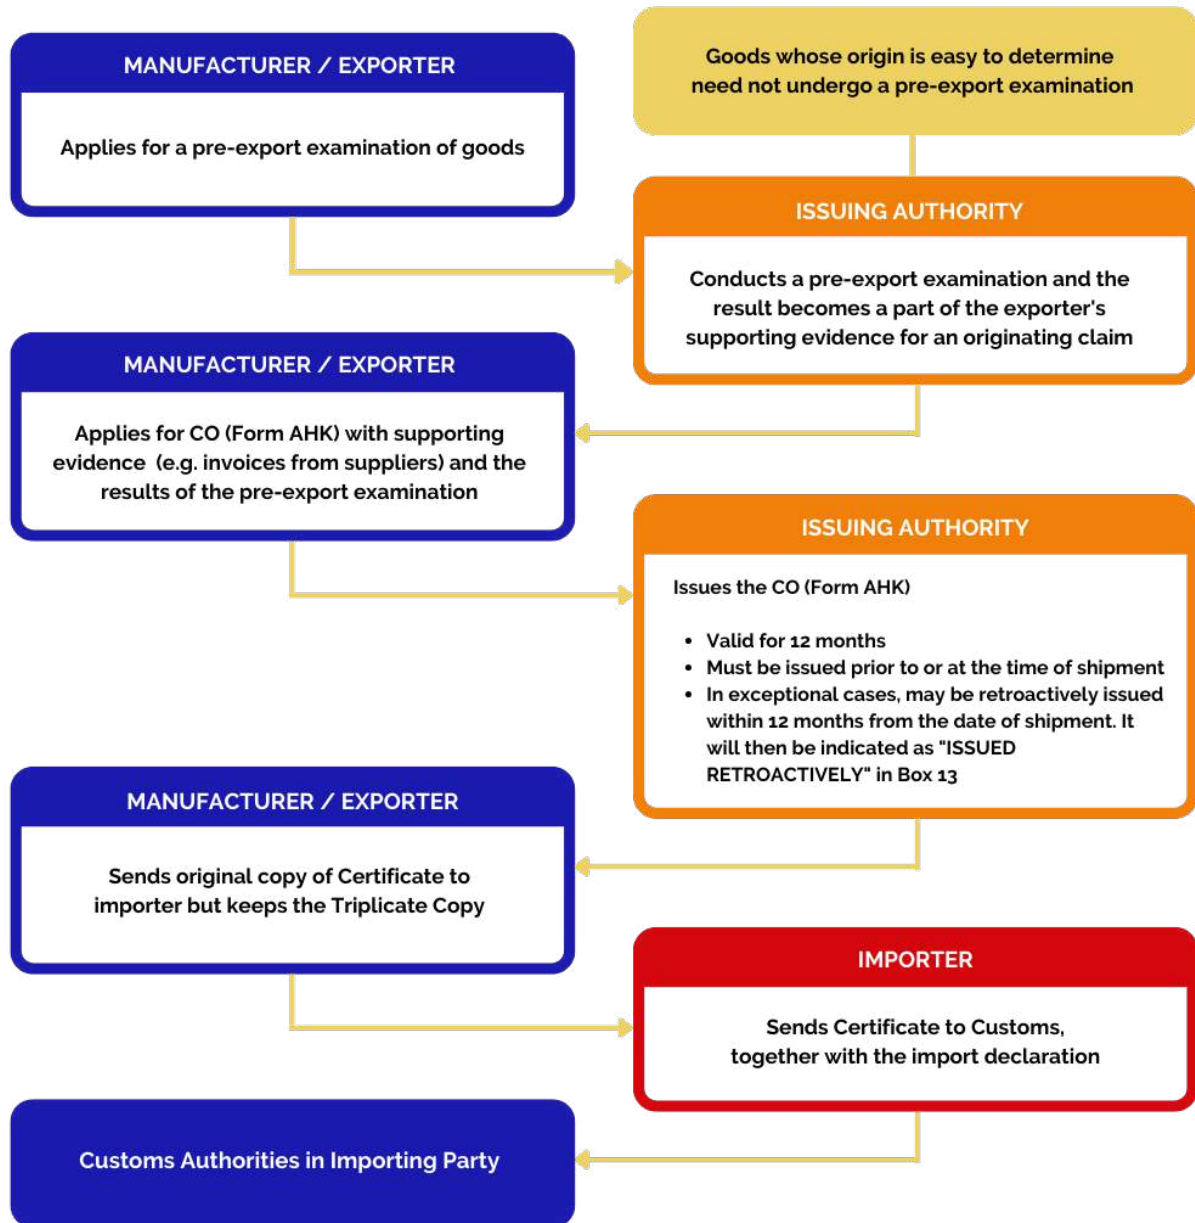 MANUFACTURER / EXPORTER
Applies for a pre-export examination of goods
Goods whose origin is easy to determine
need not undergo a pre-export examination
ISSUING AUTHORITY
Conducts a pre-export examination and the
result becomes a part of the exporter's
supporting evidence for an originating claim
MANUFACTURER / EXPORTER
Applies for CO (Form AHK) with supporting
evidence (e.g. invoices from suppliers) and the
results of the pre-export examination
ISSUING AUTHORITY
Issues the CO (Form AHK)
• Valid for 12 months
• Must be issued prior to or at the time of shipment
• In exceptional cases, may be retroactively issued
within 12 months from the date of shipment. It
will then be indicated as "ISSUED
RETROACTIVELY" in Box 13
MANUFACTURER / EXPORTER
Sends original copy of Certificate to
importer but keeps the Triplicate Copy
IMPORTER
Sends Certificate to Customs,
together with the import declaration
Customs Authorities in Importing Party